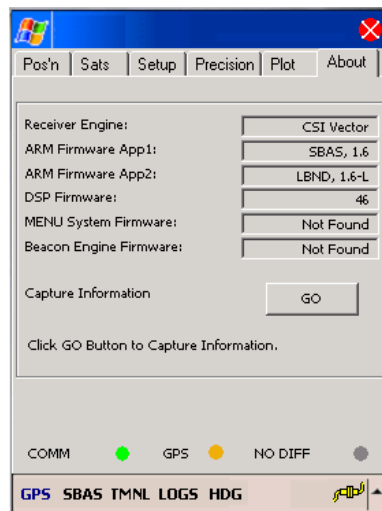 Pos'n Sats Setup Precision Plot About
Receiver Engine: CSI Vector
ARM Firmware App1: SBAS, 1.6
ARM Firmware App2: LBND, 1.6-L
DSP Firmware: 46
MENU System Firmware: Not Found
Beacon Engine Firmware: Not Found
Capture Information GO
Click GO Button to Capture Information.
COMM GPS NO DIFF
GPS SBAS TMNL LOGS HDG